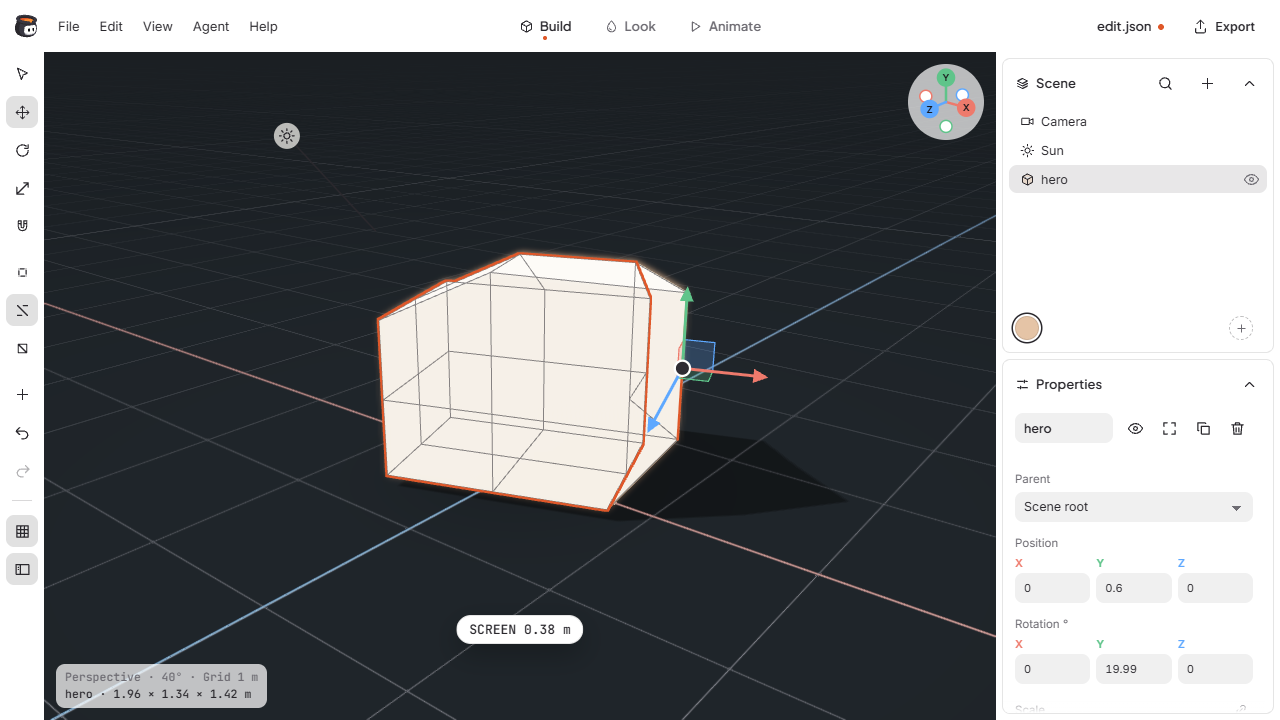 File Edit View Agent Help
Build Look Animate
edit.json
Export
Y
Z
X
Scene
Camera
Sun
hero
Properties
hero
Parent
Scene root
Position
X Y Z
0 0.6 0
Rotation °
X Y Z
0 19.99 0
Scale
SCREEN 0.38 m
Perspective · 40° · Grid 1 m
hero · 1.96 × 1.34 × 1.42 m